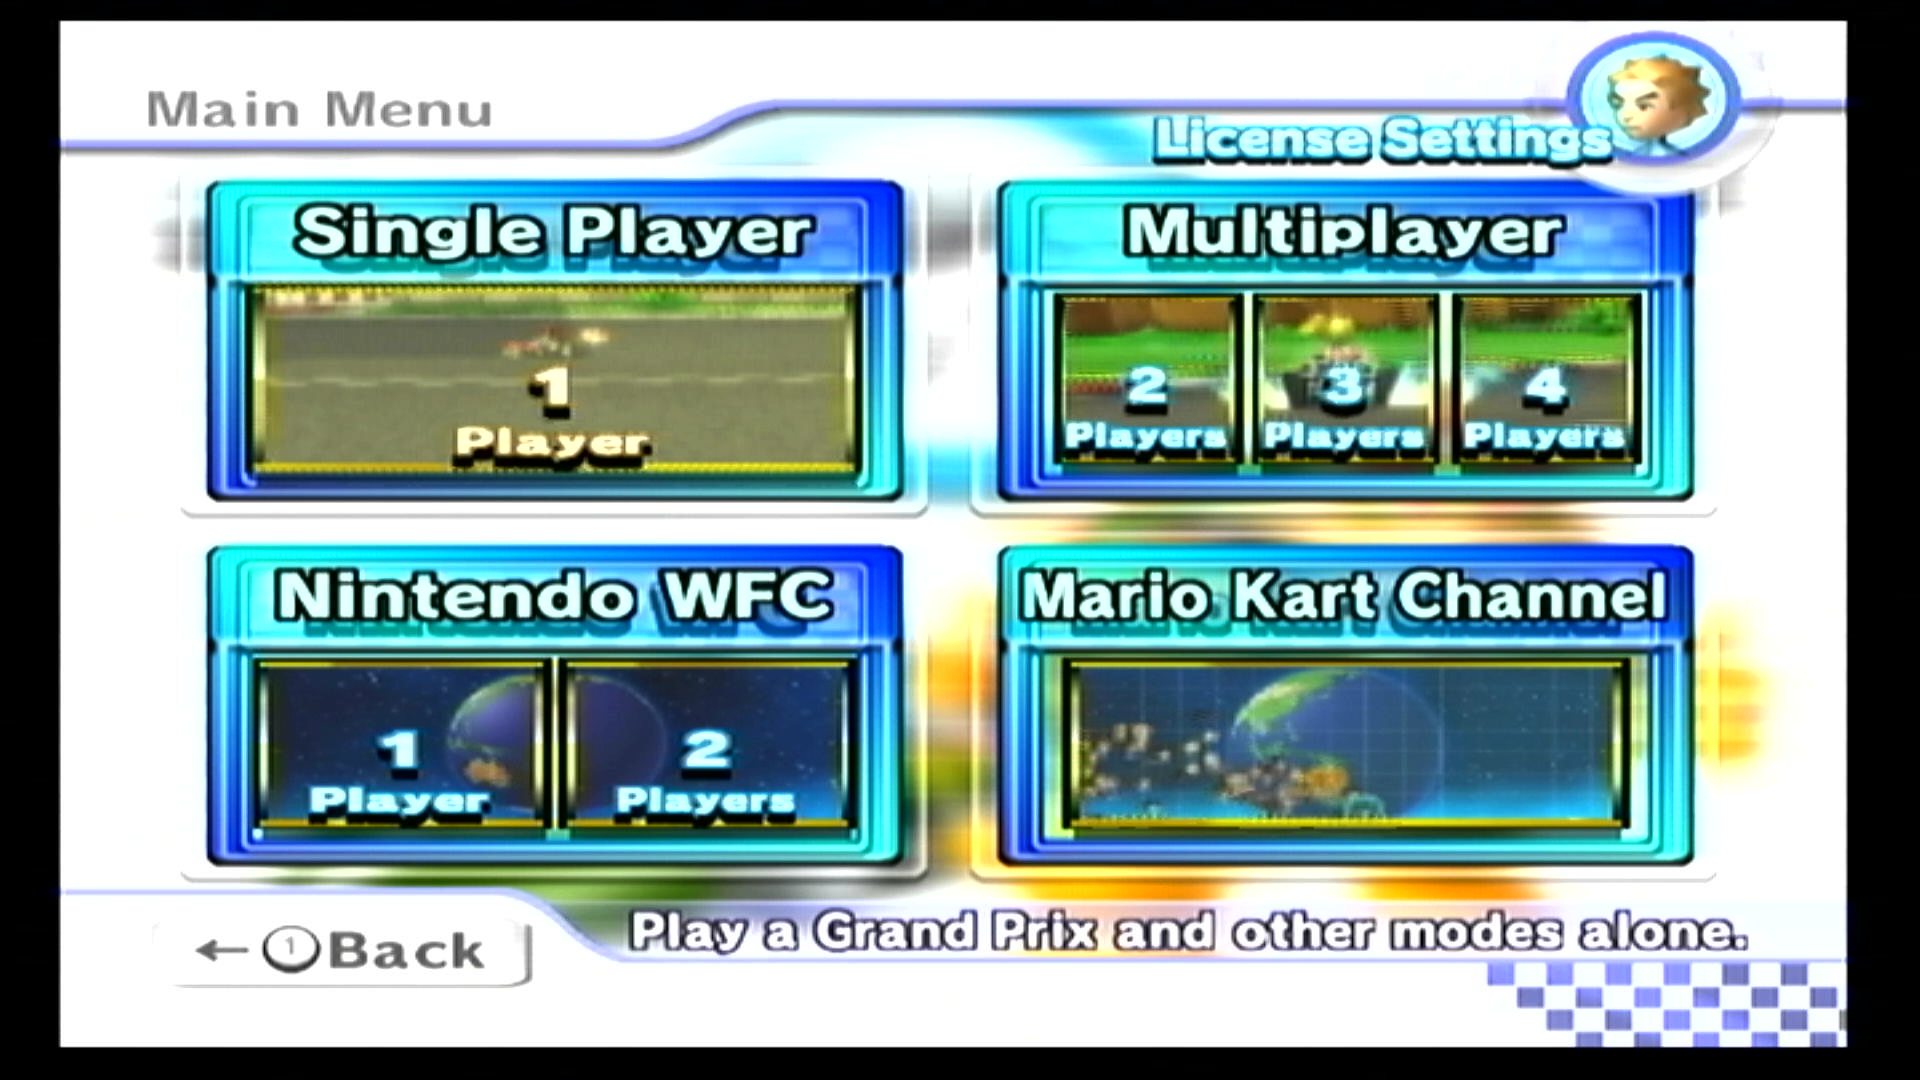 Main Menu
License Settings
Single Player
1
Player
Multiplayer
2
Players
3
Players
4
Players
Nintendo WFC
1
Player
2
Players
Mario Kart Channel
← 1 Back
Play a Grand Prix and other modes alone.